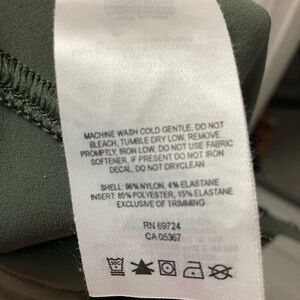 MACHINE WASH COLD GENTLE, DO NOT
BLEACH, TUMBLE DRY LOW, REMOVE
PROMPTLY, IRON LOW, DO NOT USE FABRIC
SOFTENER, IF PRESENT DO NOT IRON
DECAL, DO NOT DRYCLEAN
SHELL: 96% NYLON, 4% ELASTANE
INSERT: 85% POLYESTER, 15% ELASTANE
EXCLUSIVE OF TRIMMING
RN 69724
CA 05367